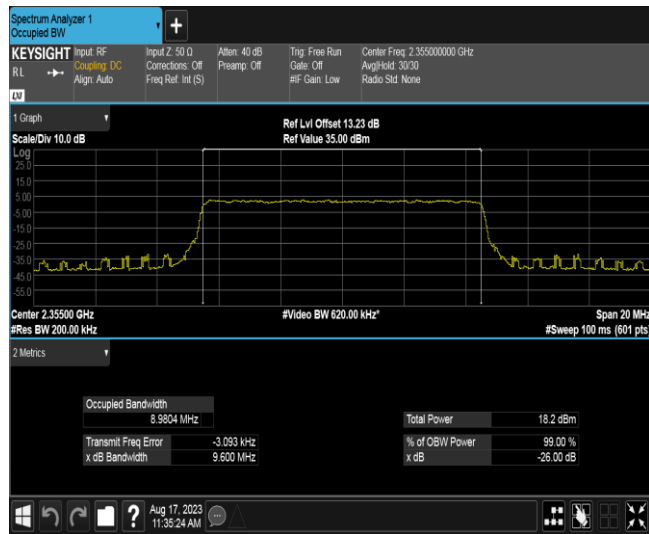 Spectrum Analyzer 1
Occupied BW
+
KEYSIGHT Input: RF Input Z: 50 Ω Atten: 40 dB Trig: Free Run Center Freq: 2.355000000 GHz
RL Coupling: DC Corrections: Off Preamp: Off Gate: Off Avg|Hold: 30/30
Align: Auto Freq Ref: Int (S) #IF Gain: Low Radio Std: None
LXI
1 Graph
Ref Lvl Offset 13.23 dB
Scale/Div 10.0 dB Ref Value 35.00 dBm
Log
25.0
15.0
5.00
-5.00
-15.0
-25.0
-35.0
-45.0
-55.0
Center 2.35500 GHz #Video BW 620.00 kHz* Span 20 MHz
#Res BW 200.00 kHz #Sweep 100 ms (601 pts)
2 Metrics
Occupied Bandwidth
8.9804 MHz Total Power 18.2 dBm
Transmit Freq Error -3.093 kHz % of OBW Power 99.00 %
x dB Bandwidth 9.600 MHz x dB -26.00 dB
? Aug 17, 2023
11:35:24 AM